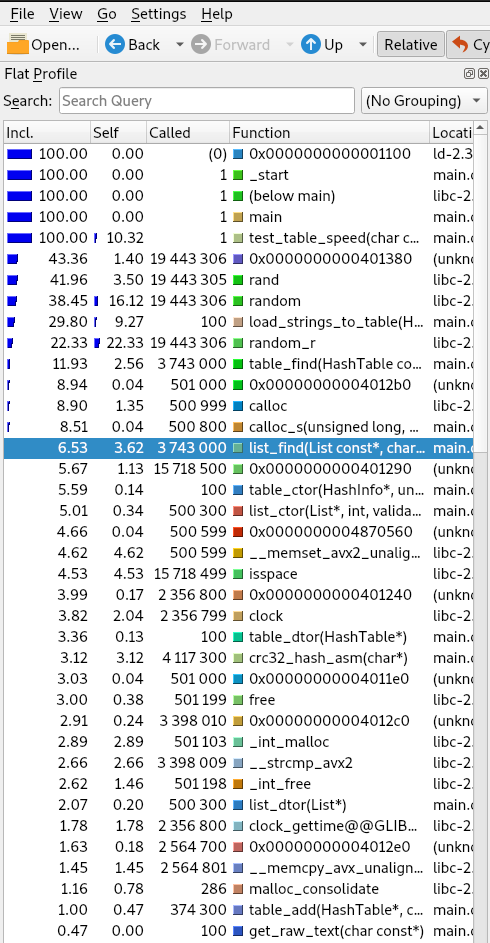 File View Go Settings Help
Open... Back Forward Up Relative Cy
Flat Profile
Search: Search Query (No Grouping)
Incl. Self Called Function Locati
100.00 0.00 (0) 0x0000000000001100 ld-2.3
100.00 0.00 1 _start main.c
100.00 0.00 1 (below main) libc-2.
100.00 0.00 1 main main.c
100.00 10.32 1 test_table_speed(char c... main.c
43.36 1.40 19 443 306 0x0000000000401380 (unkno
41.96 3.50 19 443 305 rand libc-2.
38.45 16.12 19 443 306 random libc-2.
29.80 9.27 100 load_strings_to_table(H... main.c
22.33 22.33 19 443 306 random_r libc-2.
11.93 2.56 3 743 000 table_find(HashTable co... main.c
8.94 0.04 501 000 0x00000000004012b0 (unkno
8.90 1.35 500 999 calloc libc-2.
8.51 0.04 500 800 calloc_s(unsigned long, ... main.c
6.53 3.62 3 743 000 list_find(List const*, char... main.c
5.67 1.13 15 718 500 0x0000000000401290 (unkno
5.59 0.14 100 table_ctor(HashInfo*, un... main.c
5.01 0.34 500 300 list_ctor(List*, int, valida... main.c
4.66 0.04 500 599 0x0000000004870560 (unkno
4.62 4.62 500 599 __memset_avx2_unalig... libc-2.
4.53 4.53 15 718 499 isspace libc-2.
3.99 0.17 2 356 800 0x0000000000401240 (unkno
3.82 2.04 2 356 799 clock libc-2.
3.36 0.13 100 table_dtor(HashTable*) main.c
3.12 3.12 4 117 300 crc32_hash_asm(char*) main.c
3.03 0.04 501 000 0x00000000004011e0 (unkno
3.00 0.38 501 199 free libc-2.
2.91 0.24 3 398 010 0x00000000004012c0 (unkno
2.89 2.89 501 103 _int_malloc libc-2.
2.66 2.66 3 398 009 __strcmp_avx2 libc-2.
2.62 1.46 501 198 _int_free libc-2.
2.07 0.20 500 300 list_dtor(List*) main.c
1.78 1.78 2 356 800 clock_gettime@@GLIB... libc-2.
1.63 0.18 2 564 700 0x00000000004012e0 (unkno
1.45 1.45 2 564 801 __memcpy_avx_unalign... libc-2.
1.16 0.78 286 malloc_consolidate libc-2.
1.00 0.47 374 300 table_add(HashTable*, c... main.c
0.47 0.00 100 get_raw_text(char const*) main.c